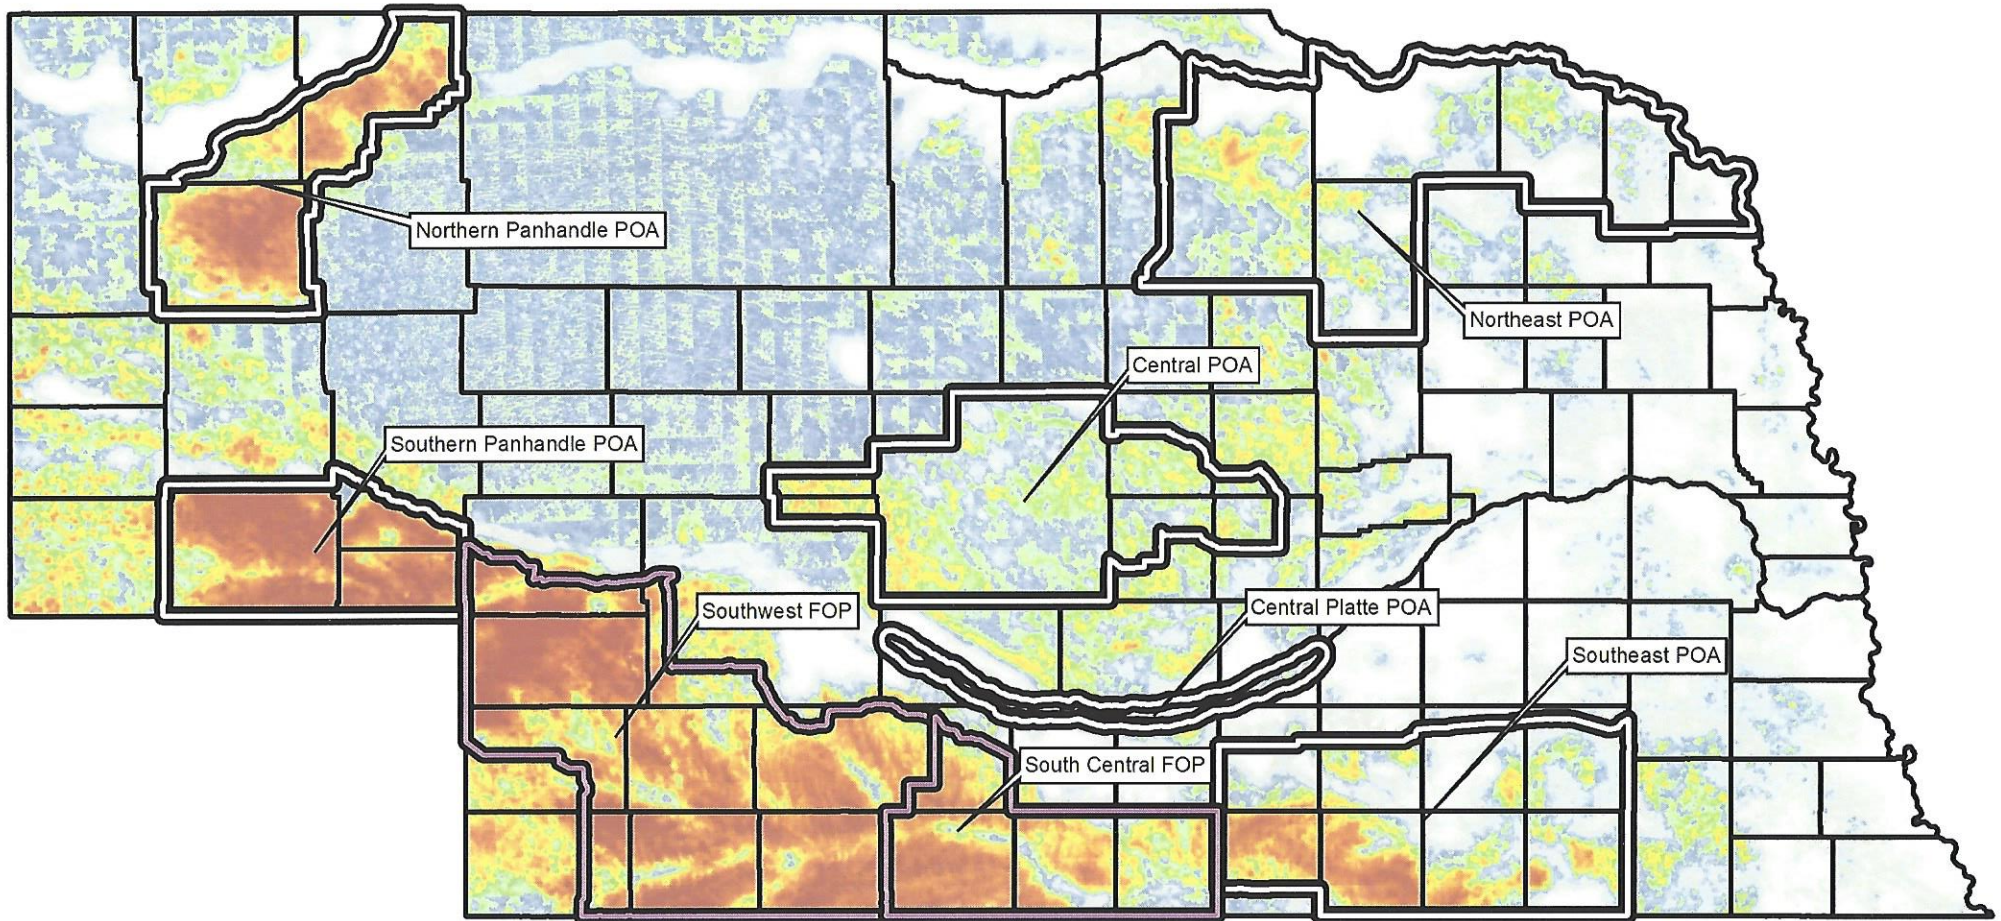 Northern Panhandle POA
Northeast POA
Central POA
Southern Panhandle POA
Southwest FOP
Central Platte POA
Southeast POA
South Central FOP